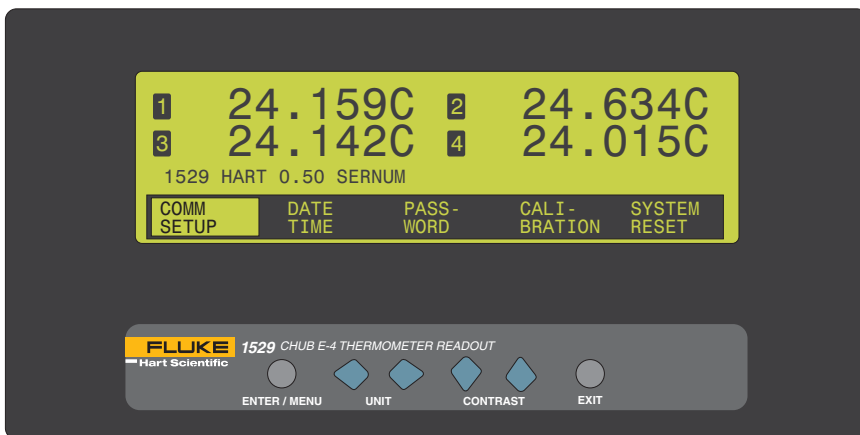 1 24.159C 2 24.634C
3 24.142C 4 24.015C
1529 HART 0.50 SERNUM
COMM SETUP
DATE TIME
PASS- WORD
CALI- BRATION
SYSTEM RESET
FLUKE
Hart Scientific
1529 CHUB E-4 THERMOMETER READOUT
ENTER / MENU UNIT CONTRAST EXIT